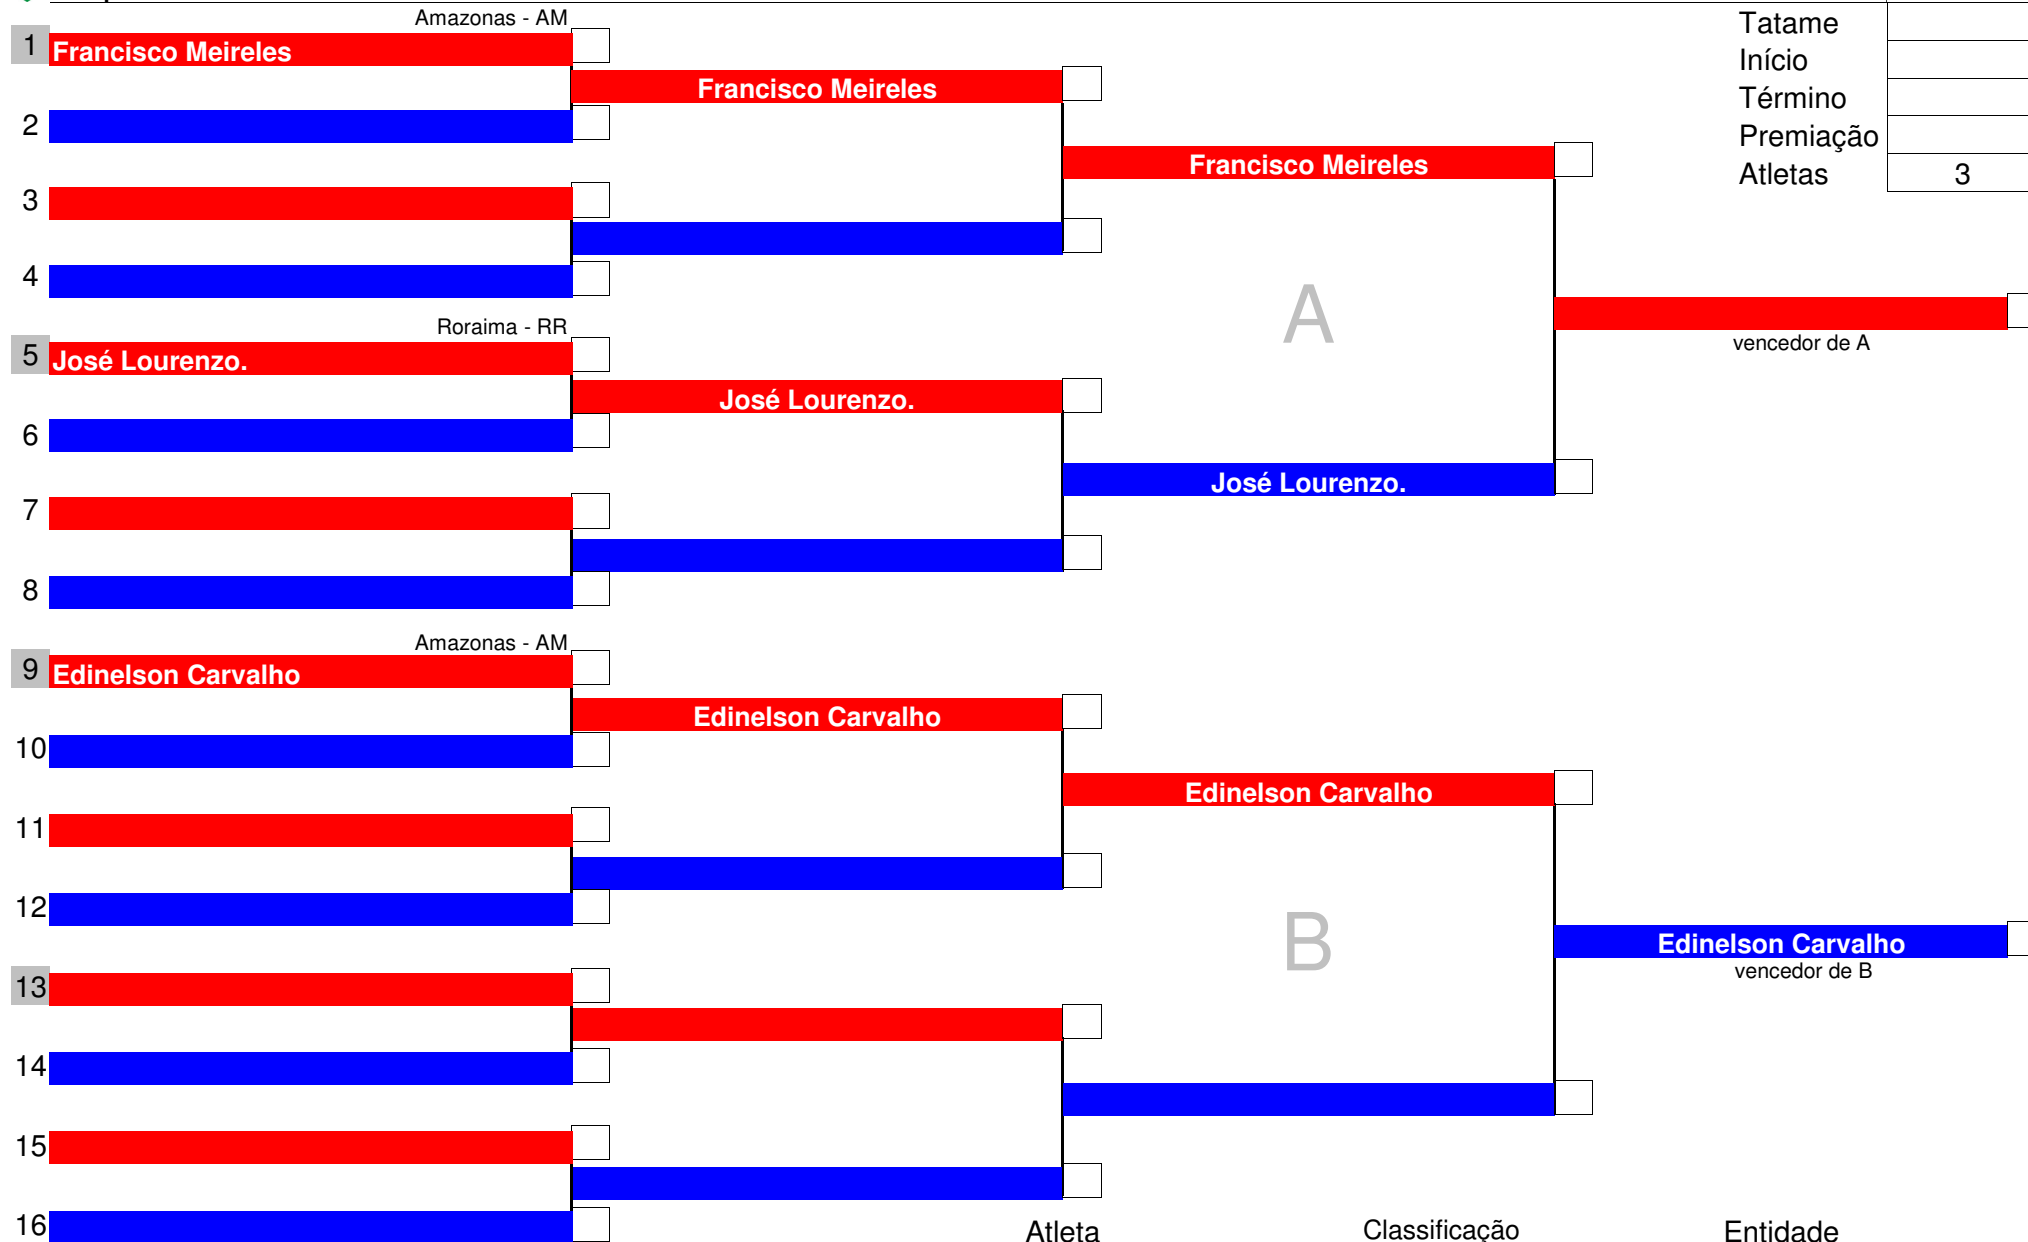 Amazonas - AM
Tatame
1 Francisco Meireles
Início
Francisco Meireles
Término
2
Premiação
Francisco Meireles
Atletas 3
3
4
A
Roraima - RR
5 José Lourenzo.
vencedor de A
José Lourenzo.
6
José Lourenzo.
7
8
Amazonas - AM
9 Edinelson Carvalho
Edinelson Carvalho
10
Edinelson Carvalho
11
12
B
Edinelson Carvalho
vencedor de B
13
14
15
16
Atleta Classificação Entidade